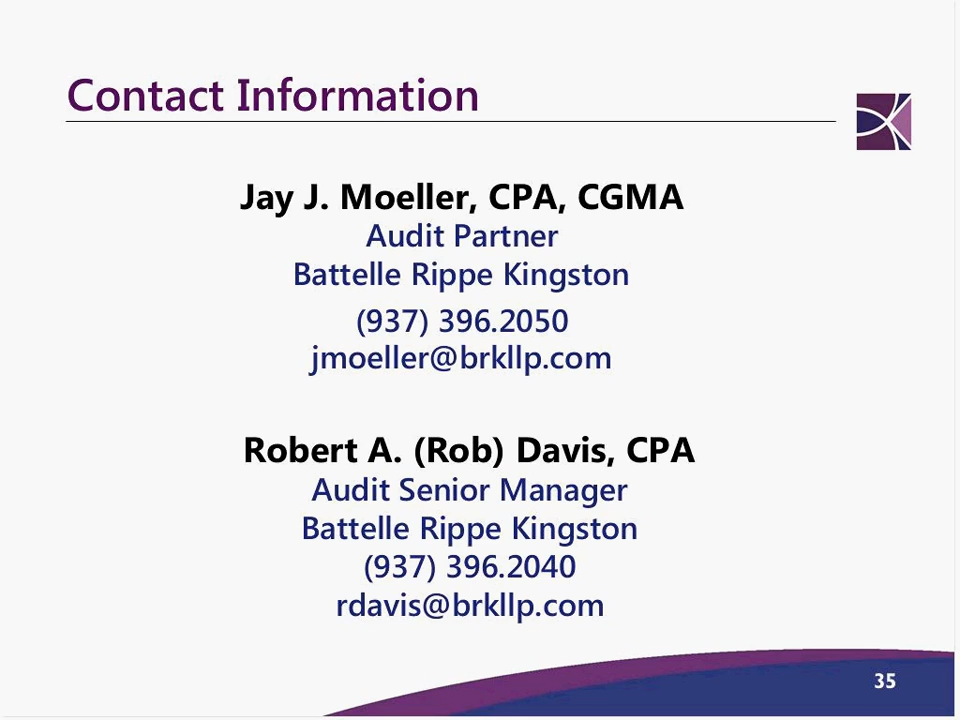 Contact Information
Jay J. Moeller, CPA, CGMA
Audit Partner
Battelle Rippe Kingston
(937) 396.2050
jmoeller@brkllp.com
Robert A. (Rob) Davis, CPA
Audit Senior Manager
Battelle Rippe Kingston
(937) 396.2040
rdavis@brkllp.com
35